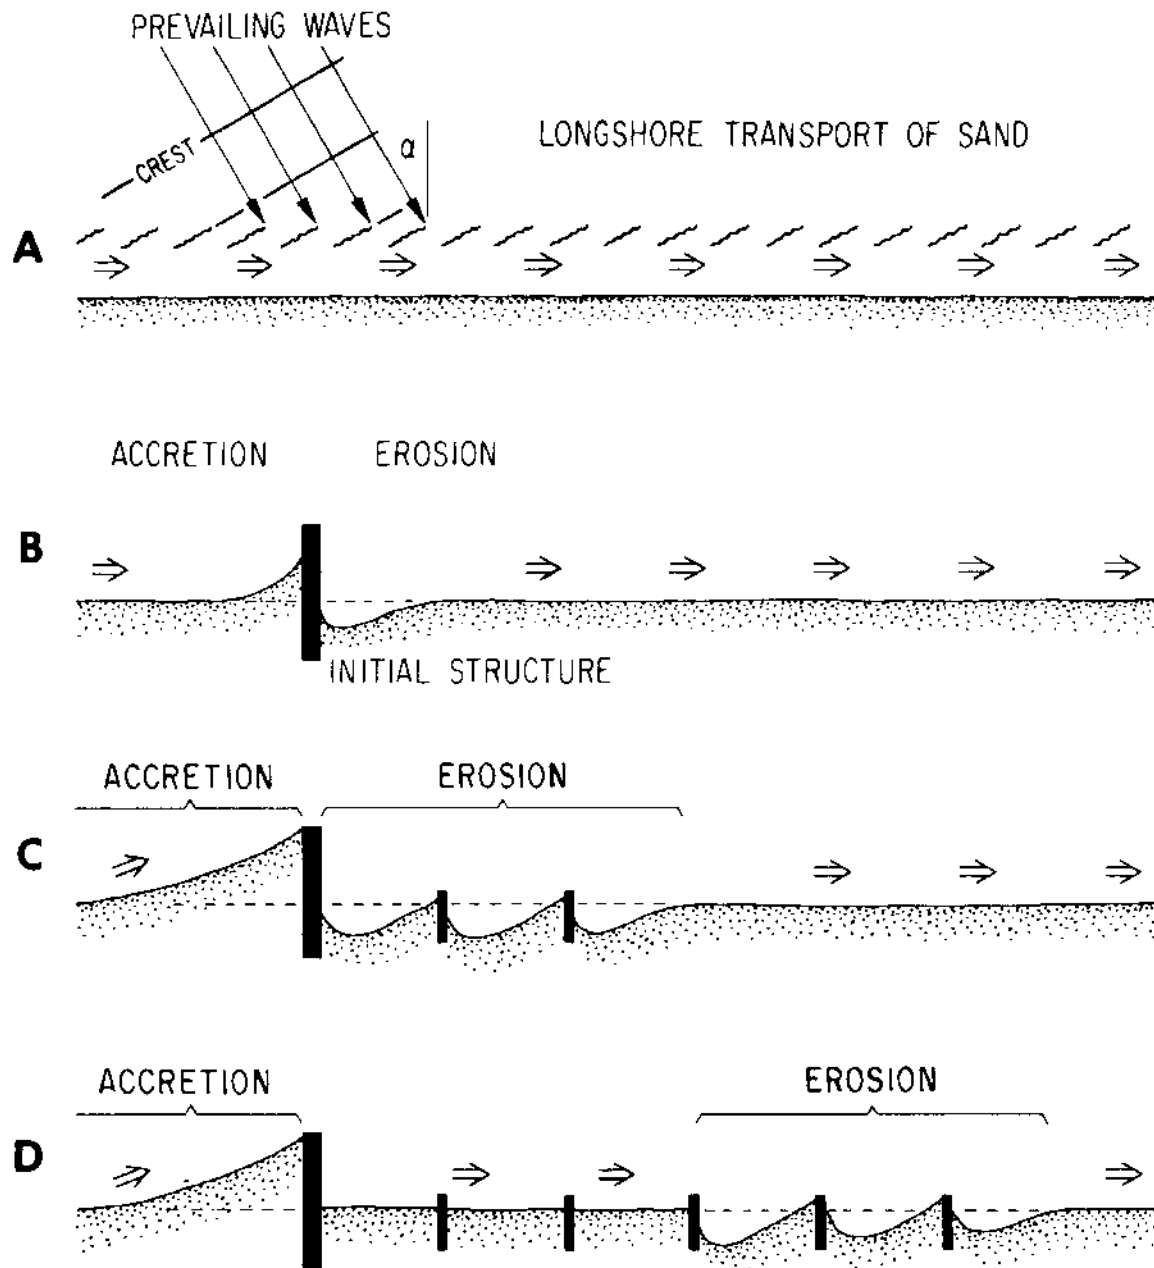 PREVAILING WAVES
CREST
α
LONGSHORE TRANSPORT OF SAND
A
ACCRETION EROSION
B
INITIAL STRUCTURE
ACCRETION EROSION
C
ACCRETION EROSION
D